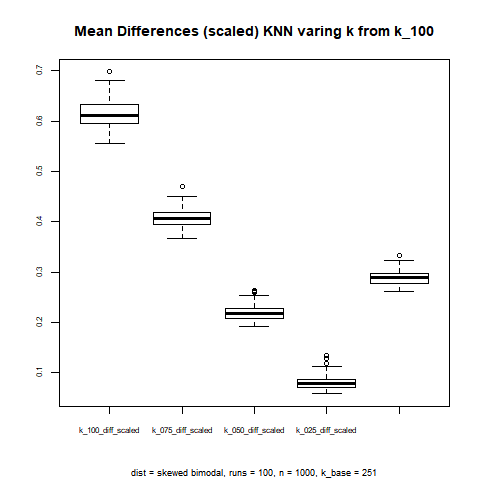 Mean Differences (scaled) KNN varing k from k_100
0.7
0.6
0.5
0.4
0.3
0.2
0.1
k_100_diff_scaled k_075_diff_scaled k_050_diff_scaled k_025_diff_scaled
dist = skewed bimodal, runs = 100, n = 1000, k_base = 251